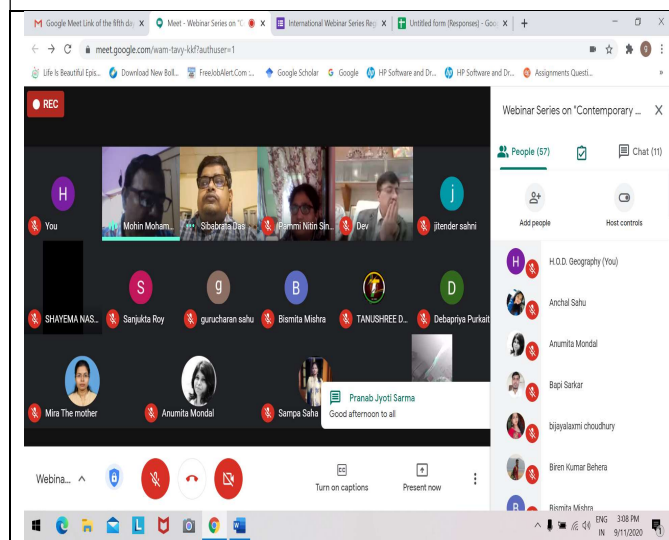 Google Meet Link of the fifth da
Meet - Webinar Series on "C
International Webinar Series Reg
Untitled form (Responses) - Goo
meet.google.com/wam-tavy-kkf?authuser=1
Life Is Beautiful Epis...
Download New Boll...
FreeJobAlert.Com :...
Google Scholar
Google
HP Software and Dr...
HP Software and Dr...
Assignments Questi...
REC
Webinar Series on "Contemporary ...
People (57)
Chat (11)
Add people
Host controls
H
You
Mohin Moham...
Sibabrata Das
Pammi Nitin Sin...
Dev
j
jitender sahni
SHAYEMA NAS...
S
Sanjukta Roy
g
gurucharan sahu
B
Bismita Mishra
TANUSHREE D...
D
Debapriya Purkait
Mira The mother
Anumita Mondal
Sampa Saha
Pranab Jyoti Sarma
Good afternoon to all
H
H.O.D. Geography (You)
Anchal Sahu
Anumita Mondal
Bapi Sarkar
bijayalaxmi choudhury
Biren Kumar Behera
B
Bismita Mishra
Webina...
Turn on captions
Present now
ENG
IN
3:08 PM
9/11/2020